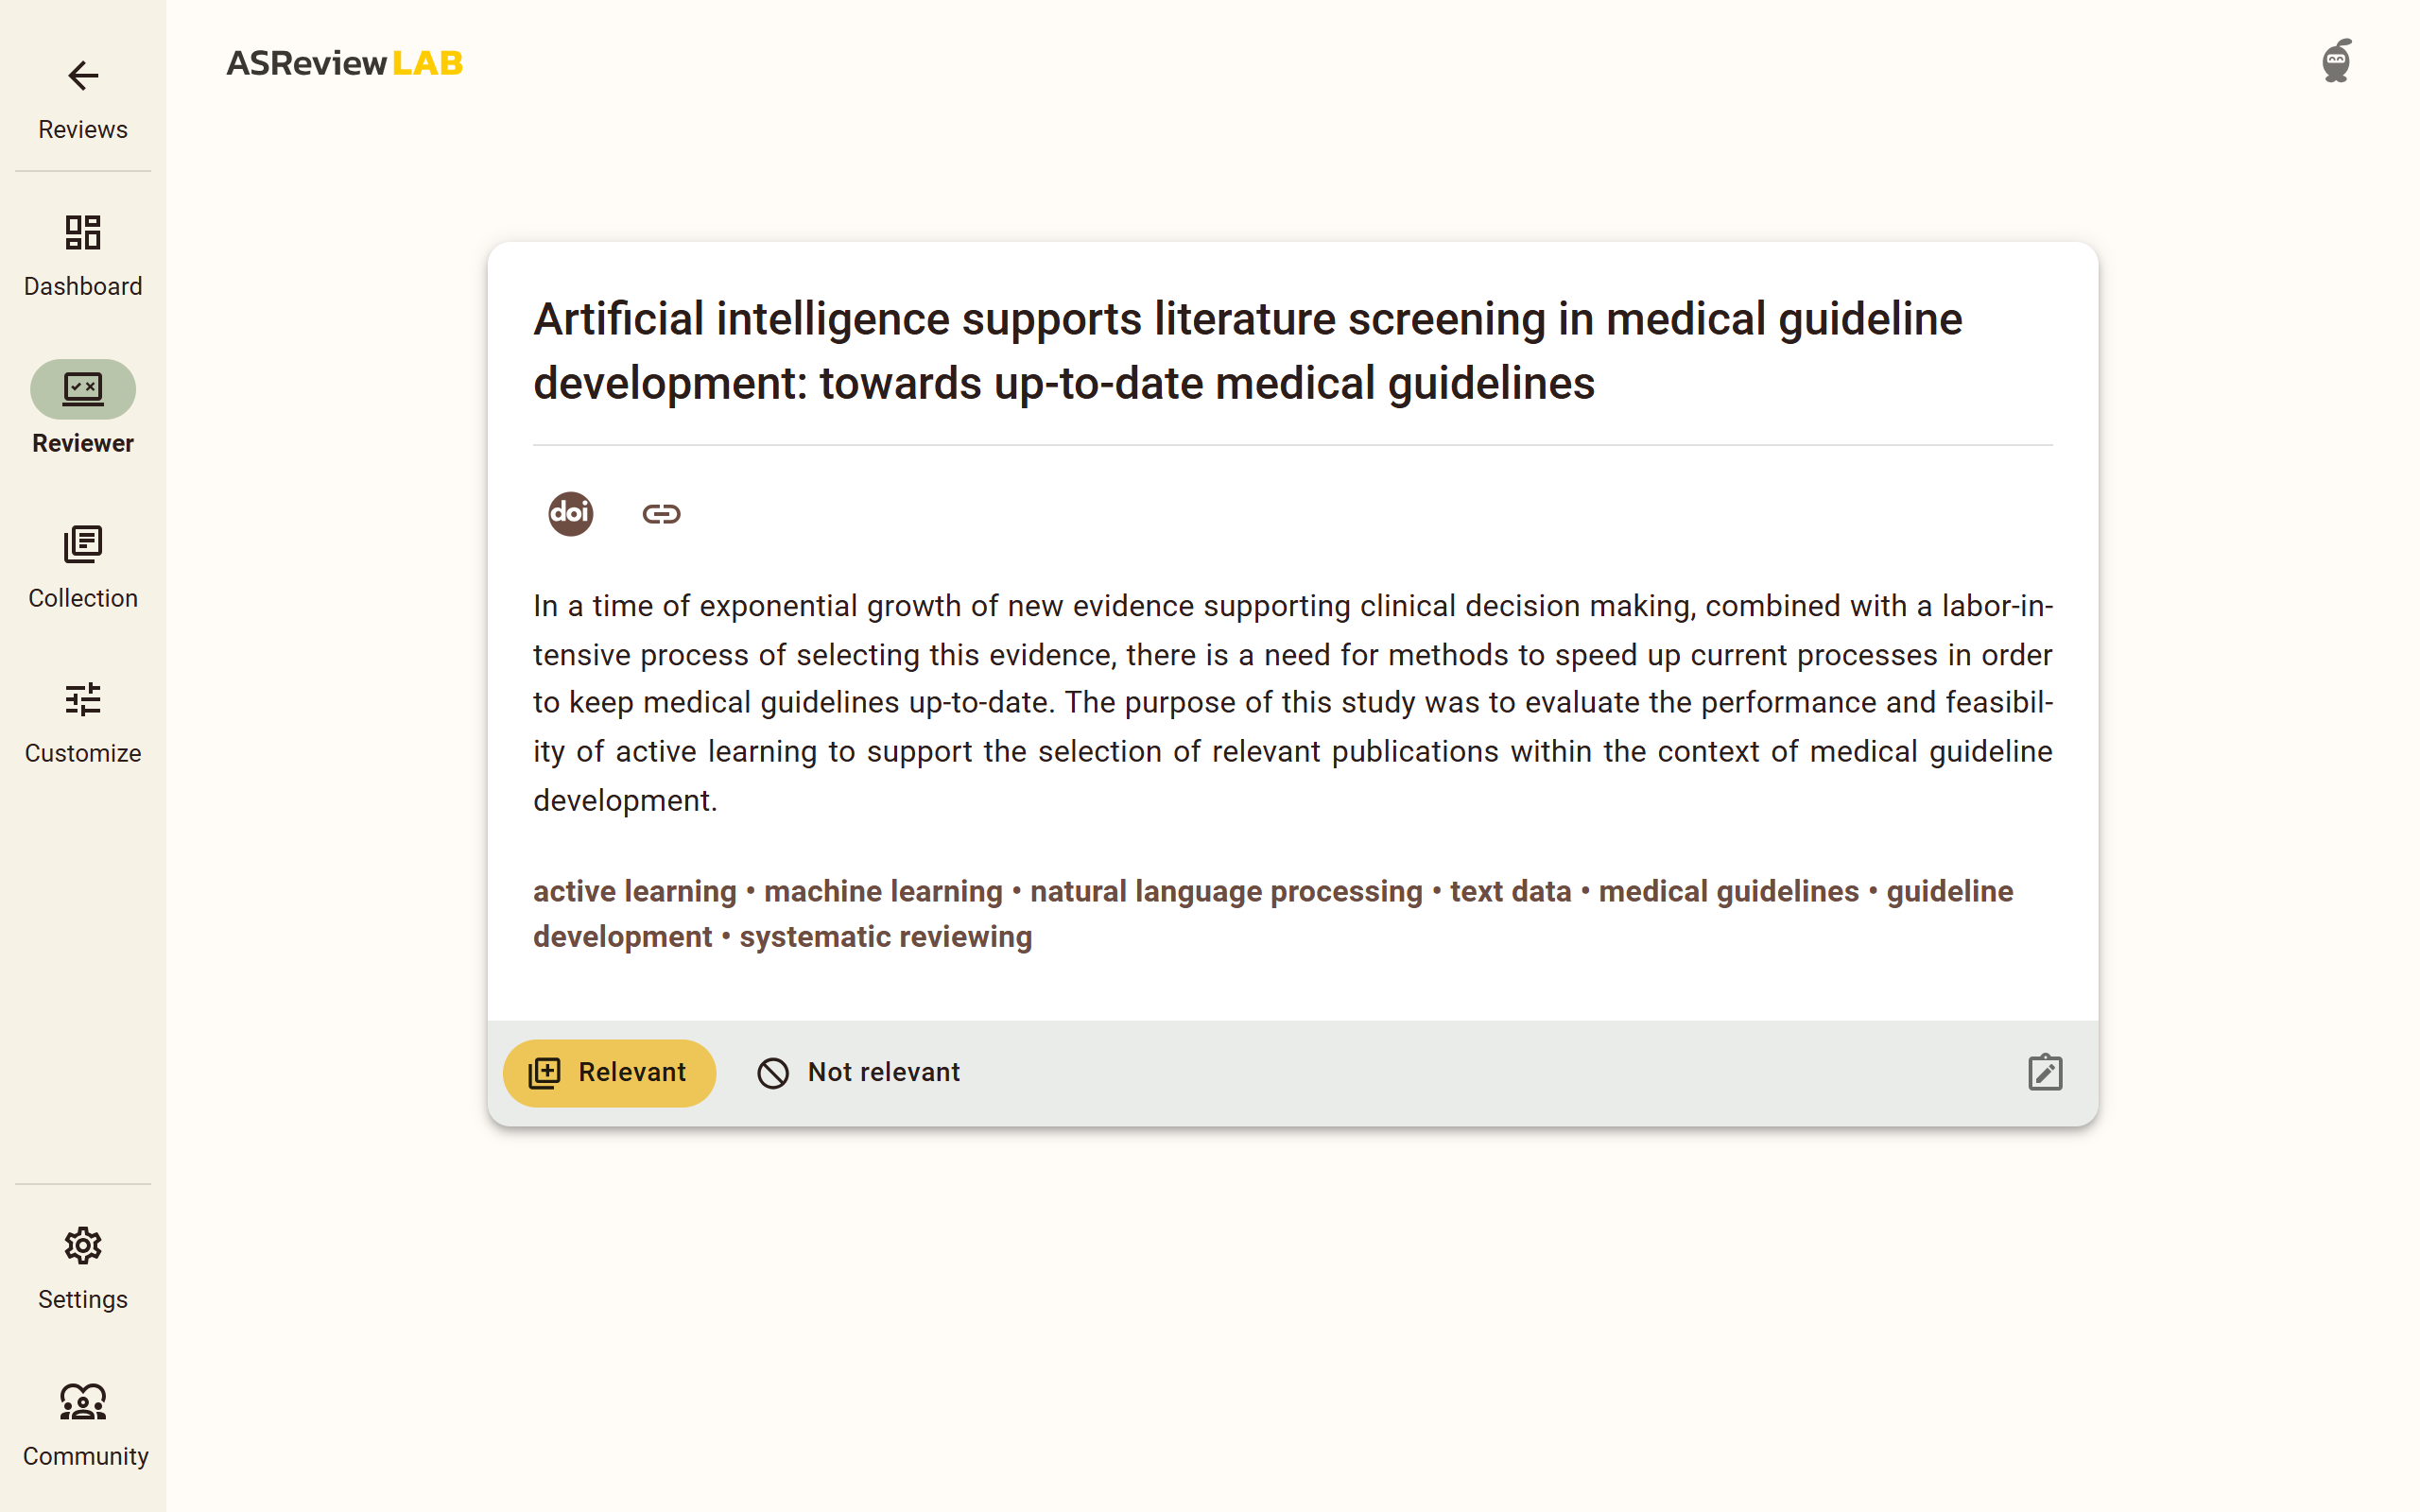 Reviews
Dashboard
Reviewer
Collection
Customize
Settings
Community
ASReview LAB
Artificial intelligence supports literature screening in medical guideline
development: towards up-to-date medical guidelines
doi
In a time of exponential growth of new evidence supporting clinical decision making, combined with a labor-in-
tensive process of selecting this evidence, there is a need for methods to speed up current processes in order
to keep medical guidelines up-to-date. The purpose of this study was to evaluate the performance and feasibil-
ity of active learning to support the selection of relevant publications within the context of medical guideline
development.
active learning • machine learning • natural language processing • text data • medical guidelines • guideline
development • systematic reviewing
Relevant
Not relevant